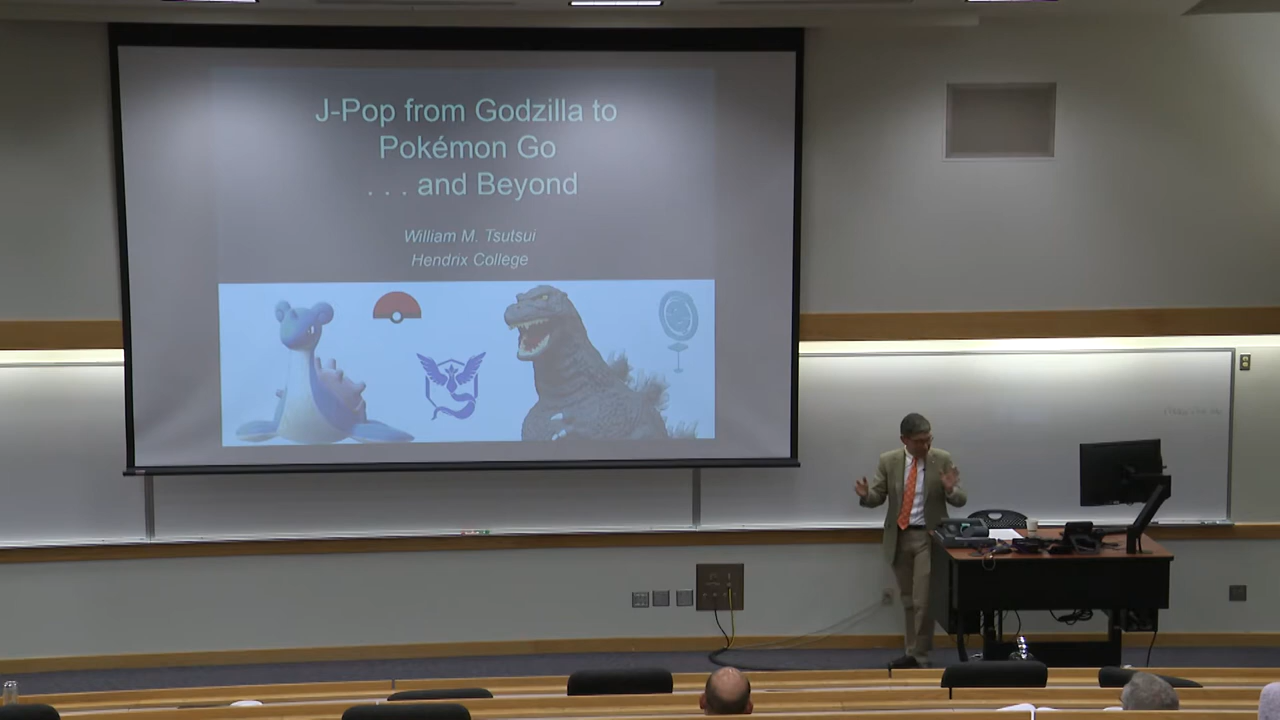 J-Pop from Godzilla to
Pokémon Go
. . . and Beyond
William M. Tsutsui
Hendrix College